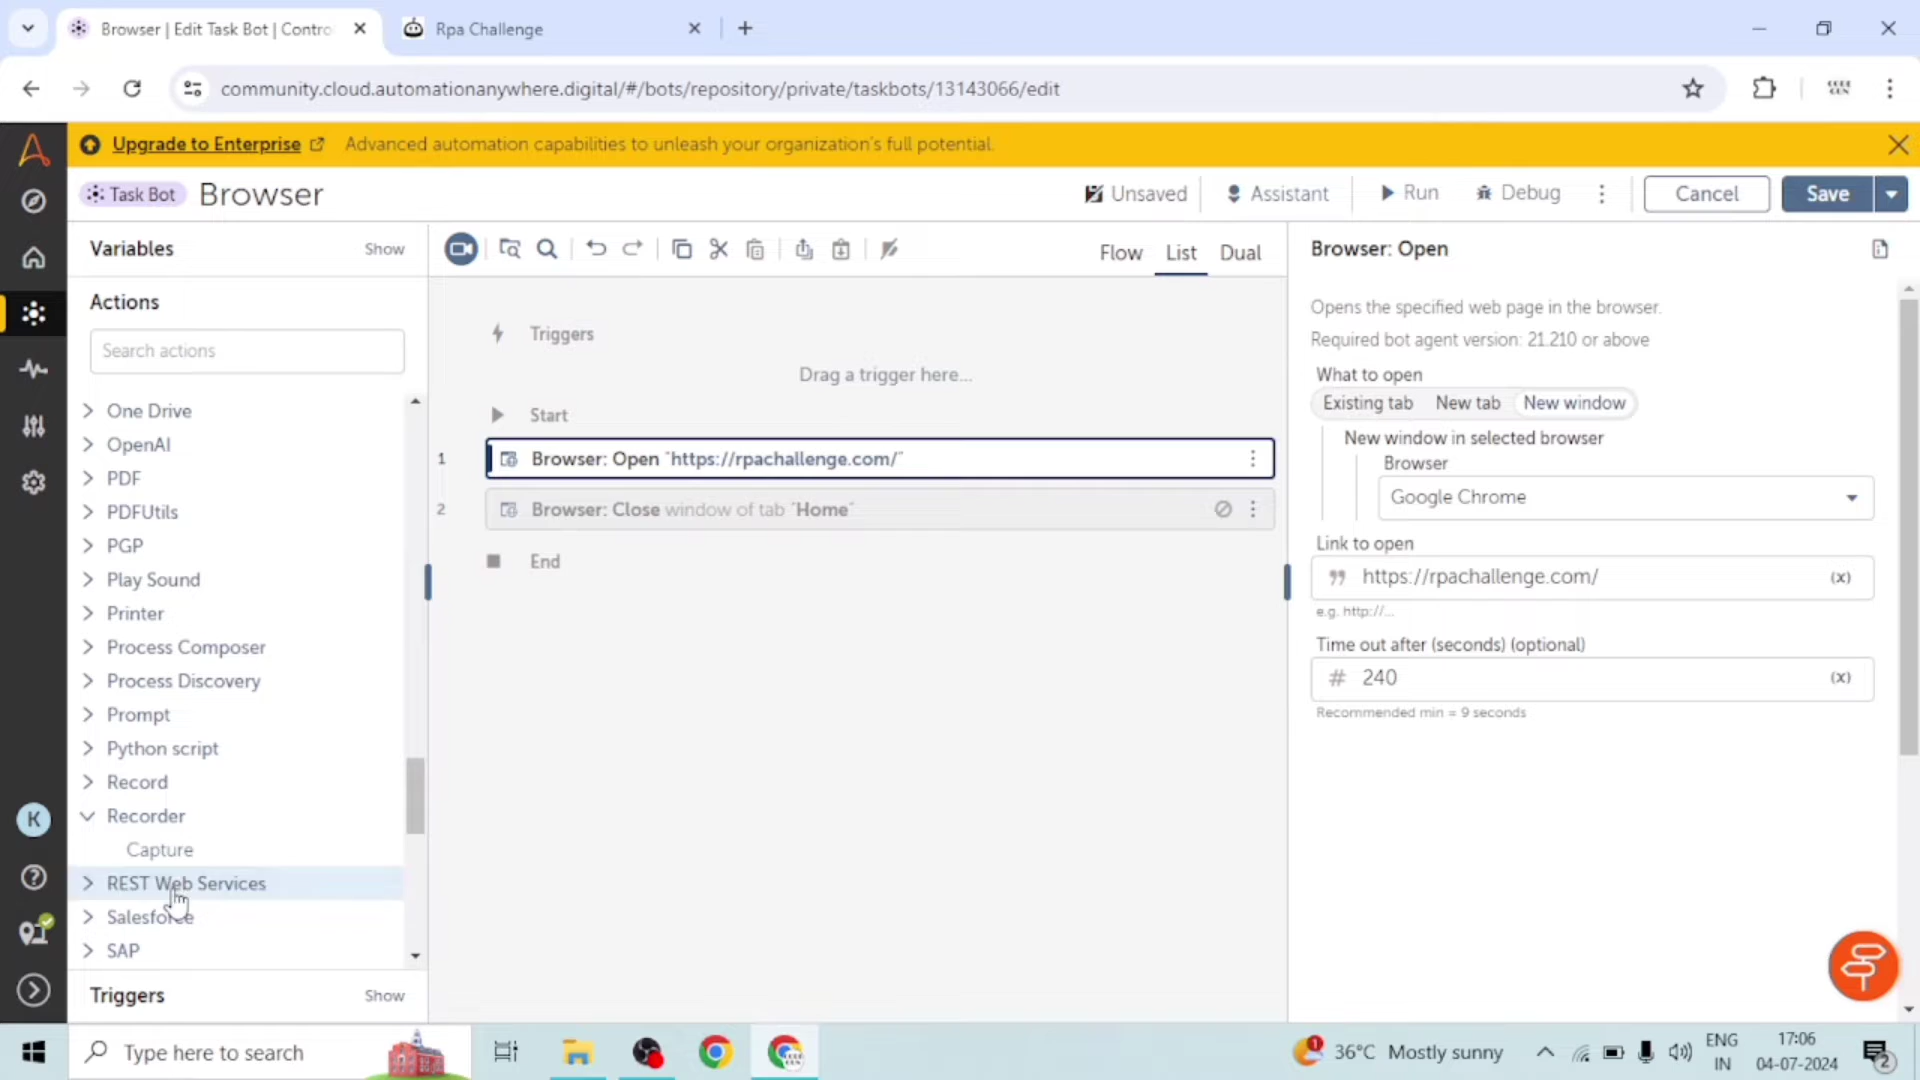 Browser | Edit Task Bot | Contro
Rpa Challenge
community.cloud.automationanywhere.digital/#/bots/repository/private/taskbots/13143066/edit
Upgrade to Enterprise Advanced automation capabilities to unleash your organization's full potential.
Task Bot Browser
Unsaved Assistant Run Debug Cancel Save
Variables Show
Flow List Dual
Browser: Open
Actions
Search actions
One Drive
OpenAI
PDF
PDFUtils
PGP
Play Sound
Printer
Process Composer
Process Discovery
Prompt
Python script
Record
Recorder
Capture
REST Web Services
Salesforce
SAP
Triggers Show
Triggers
Drag a trigger here...
Start
1 Browser: Open "https://rpachallenge.com/"
2 Browser: Close window of tab "Home"
End
Opens the specified web page in the browser.
Required bot agent version: 21.210 or above
What to open
Existing tab New tab New window
New window in selected browser
Browser
Google Chrome
Link to open
https://rpachallenge.com/ (x)
e.g. http://...
Time out after (seconds) (optional)
# 240 (x)
Recommended min = 9 seconds
K
Type here to search
1
36°C Mostly sunny
ENG
IN
17:06
04-07-2024
2